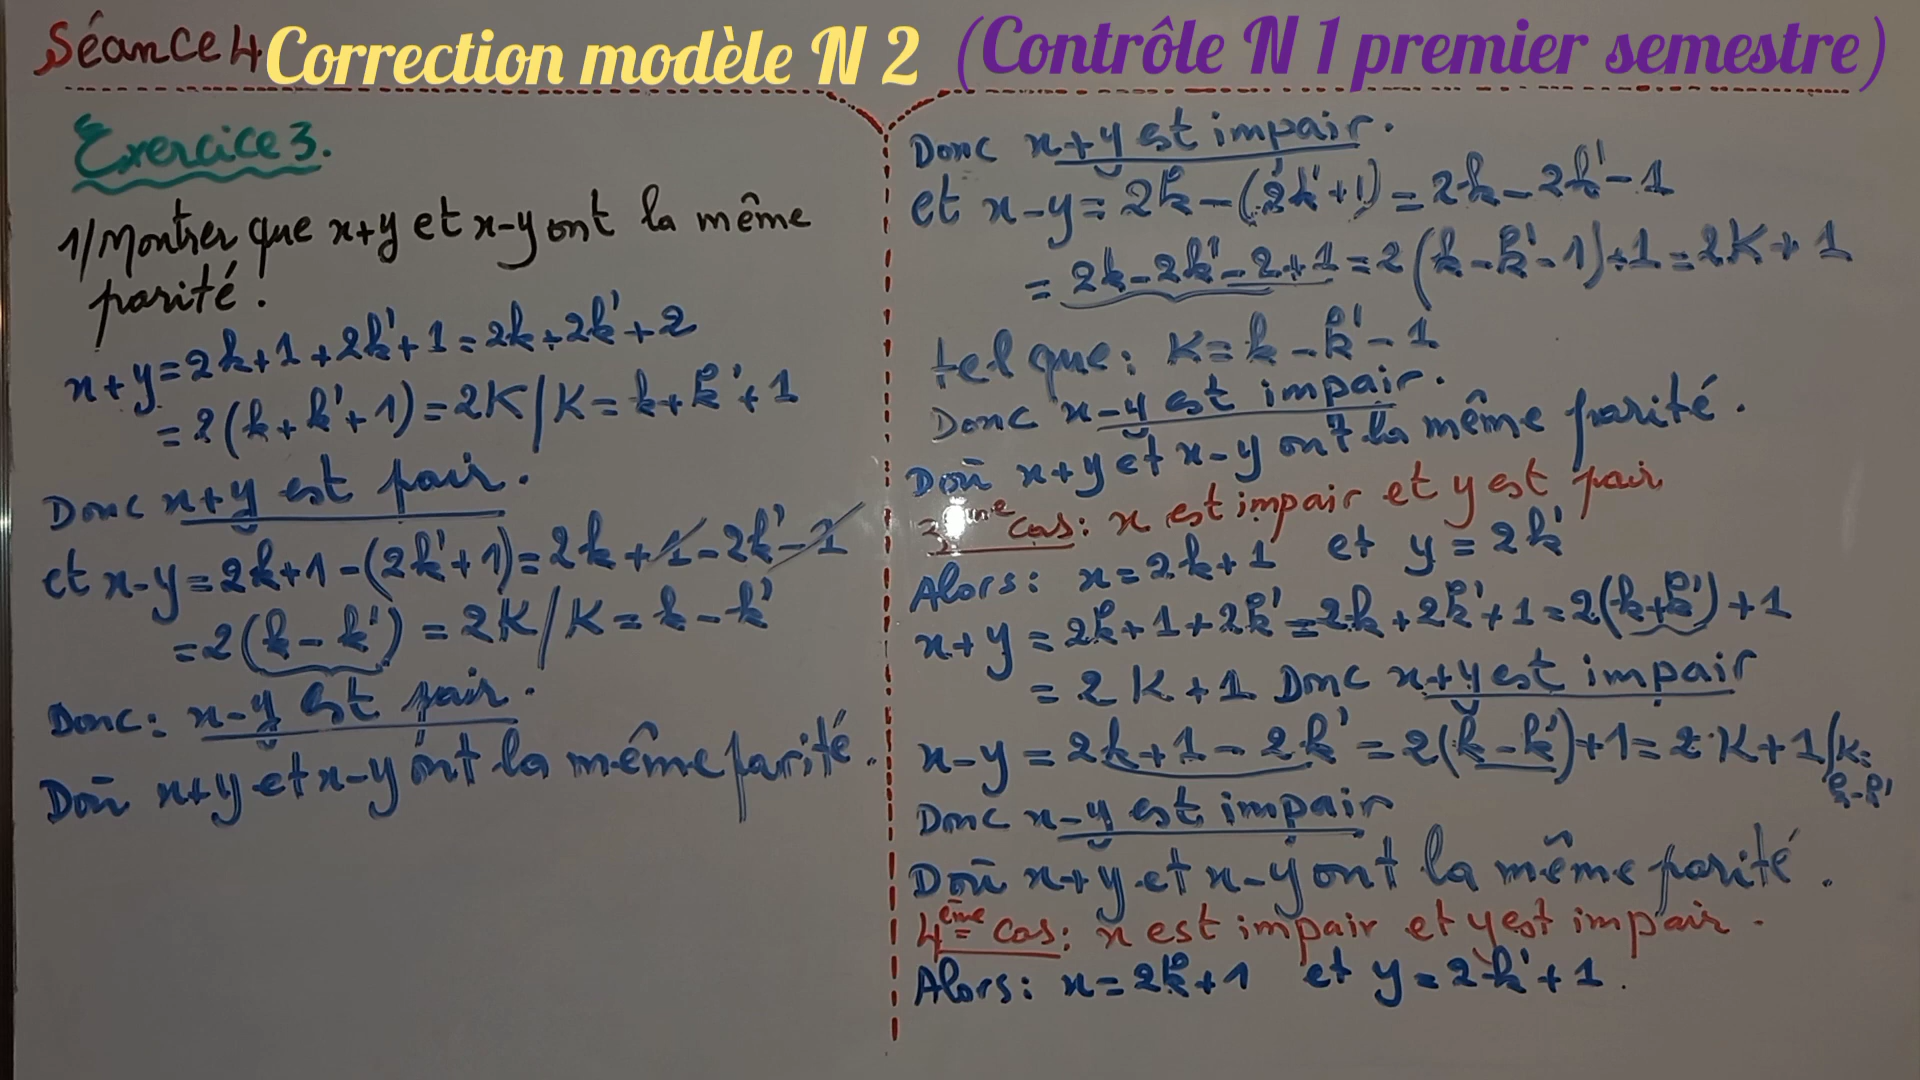 Séance 4 Correction modèle N 2 (Contrôle N 1 premier semestre)
Exercice 3.
1/ Montrer que x+y et x-y ont la même
parité.
x+y = 2k+1+2k'+1 = 2k+2k'+2
= 2(k+k'+1) = 2K / K = k+k'+1
Donc x+y est pair.
et x-y = 2k+1-(2k'+1) = 2k+1-2k'-1
= 2(k-k') = 2K / K = k-k'
Donc: x-y est pair.
Doù x+y et x-y ont la même parité.
Donc x+y est impair.
et x-y = 2k-(2k'+1) = 2k-2k'-1
= 2k-2k'-2+1 = 2(k-k'-1)+1 = 2K+1
tel que: K = k-k'-1
Donc x-y est impair.
Doù x+y et x-y ont la même parité.
3ème cas: x est impair et y est pair
Alors: x = 2k+1 et y = 2k'
x+y = 2k+1+2k' = 2k+2k'+1 = 2(k+k')+1
= 2K+1 Donc x+y est impair
x-y = 2k+1-2k' = 2(k-k')+1 = 2·K+1 / K=
k-k'
Donc x-y est impair
Doù x+y et x-y ont la même parité.
4ème cas: x est impair et y est impair.
Alors: x = 2k+1 et y = 2k'+1.